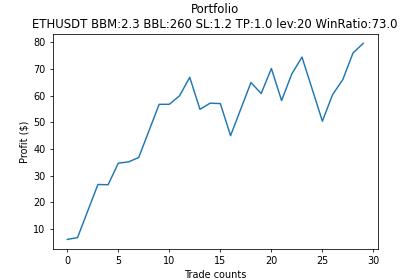 Portfolio
ETHUSDT BBM:2.3 BBL:260 SL:1.2 TP:1.0 lev:20 WinRatio:73.0
80
70
60
50
40
30
20
10
Profit ($)
0 5 10 15 20 25 30
Trade counts